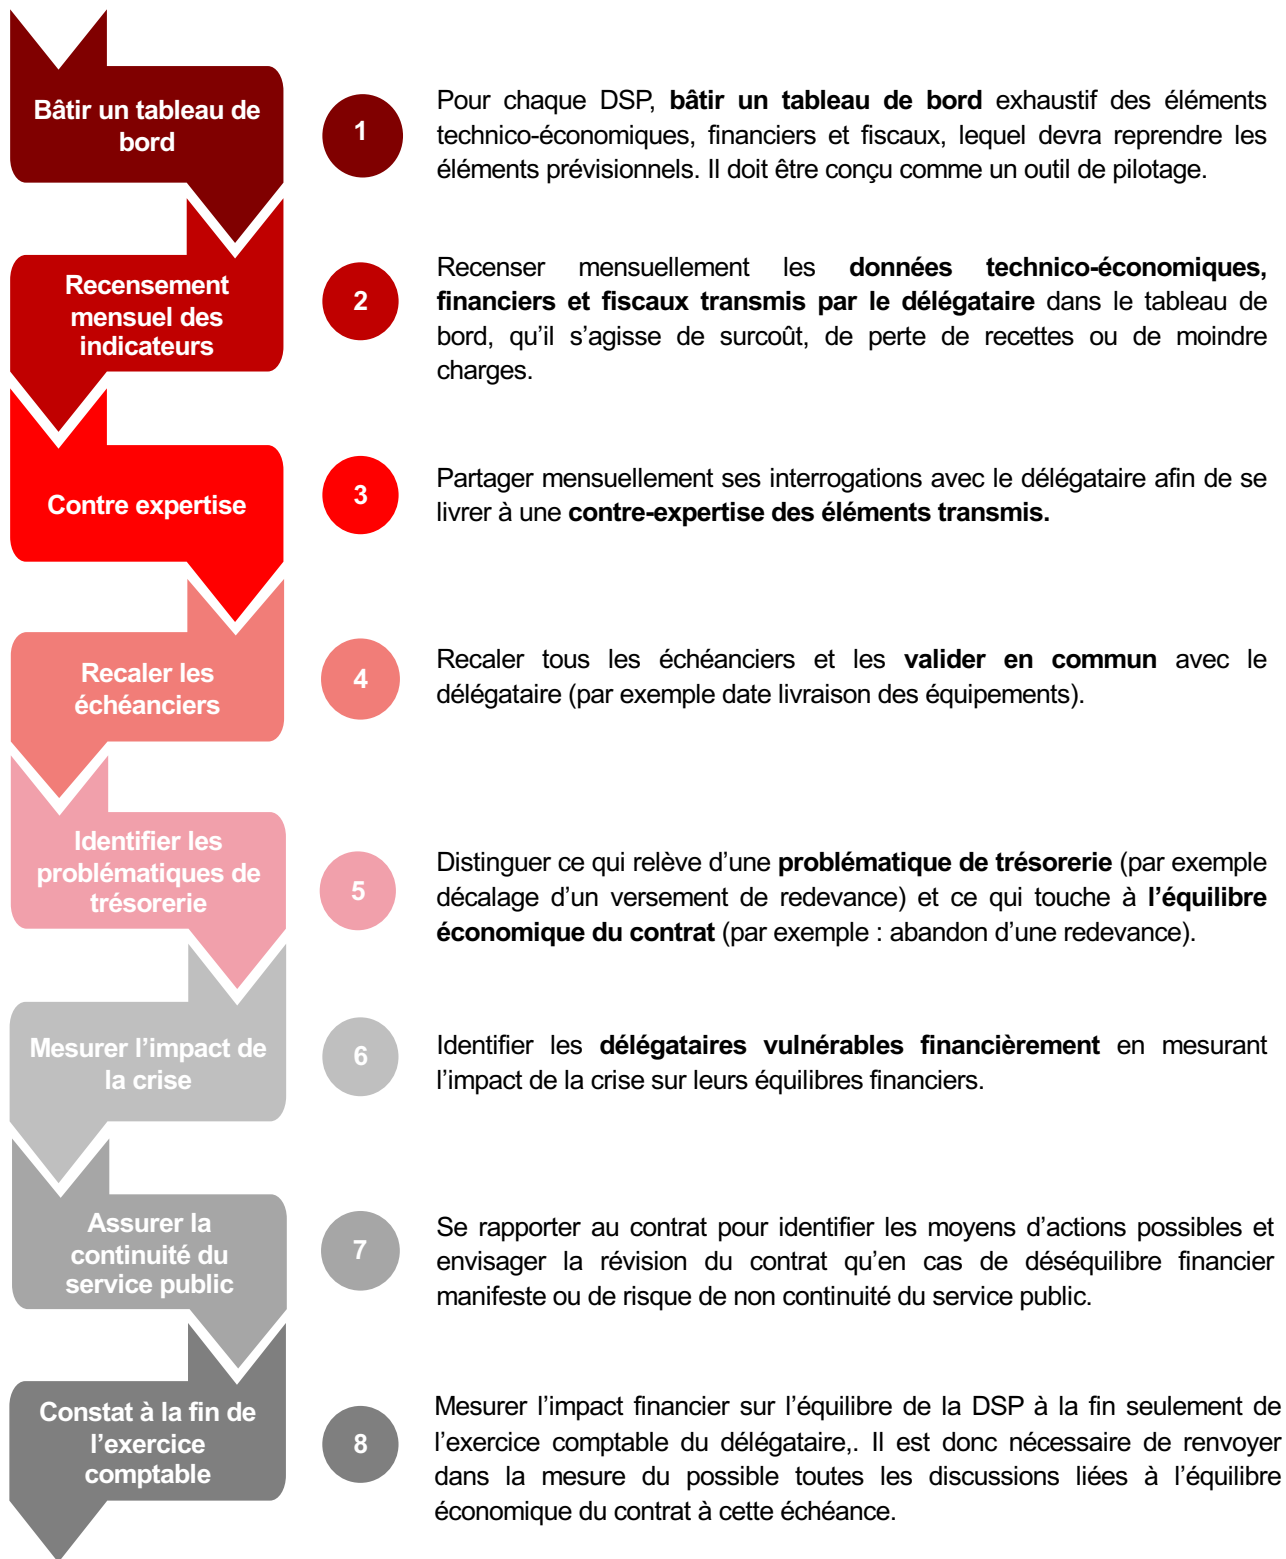 Bâtir un tableau de
bord
1
Pour chaque DSP, bâtir un tableau de bord exhaustif des éléments
technico-économiques, financiers et fiscaux, lequel devra reprendre les
éléments prévisionnels. Il doit être conçu comme un outil de pilotage.
Recensement
mensuel des
indicateurs
2
Recenser mensuellement les données technico-économiques,
financiers et fiscaux transmis par le délégataire dans le tableau de
bord, qu’il s’agisse de surcoût, de perte de recettes ou de moindre
charges.
Contre expertise
3
Partager mensuellement ses interrogations avec le délégataire afin de se
livrer à une contre-expertise des éléments transmis.
Recaler les
échéanciers
4
Recaler tous les échéanciers et les valider en commun avec le
délégataire (par exemple date livraison des équipements).
Identifier les
problématiques de
trésorerie
5
Distinguer ce qui relève d’une problématique de trésorerie (par exemple
décalage d’un versement de redevance) et ce qui touche à l’équilibre
économique du contrat (par exemple : abandon d’une redevance).
Mesurer l’impact de
la crise
6
Identifier les délégataires vulnérables financièrement en mesurant
l’impact de la crise sur leurs équilibres financiers.
Assurer la
continuité du
service public
7
Se rapporter au contrat pour identifier les moyens d’actions possibles et
envisager la révision du contrat qu’en cas de déséquilibre financier
manifeste ou de risque de non continuité du service public.
Constat à la fin de
l’exercice
comptable
8
Mesurer l’impact financier sur l’équilibre de la DSP à la fin seulement de
l’exercice comptable du délégataire,. Il est donc nécessaire de renvoyer
dans la mesure du possible toutes les discussions liées à l’équilibre
économique du contrat à cette échéance.